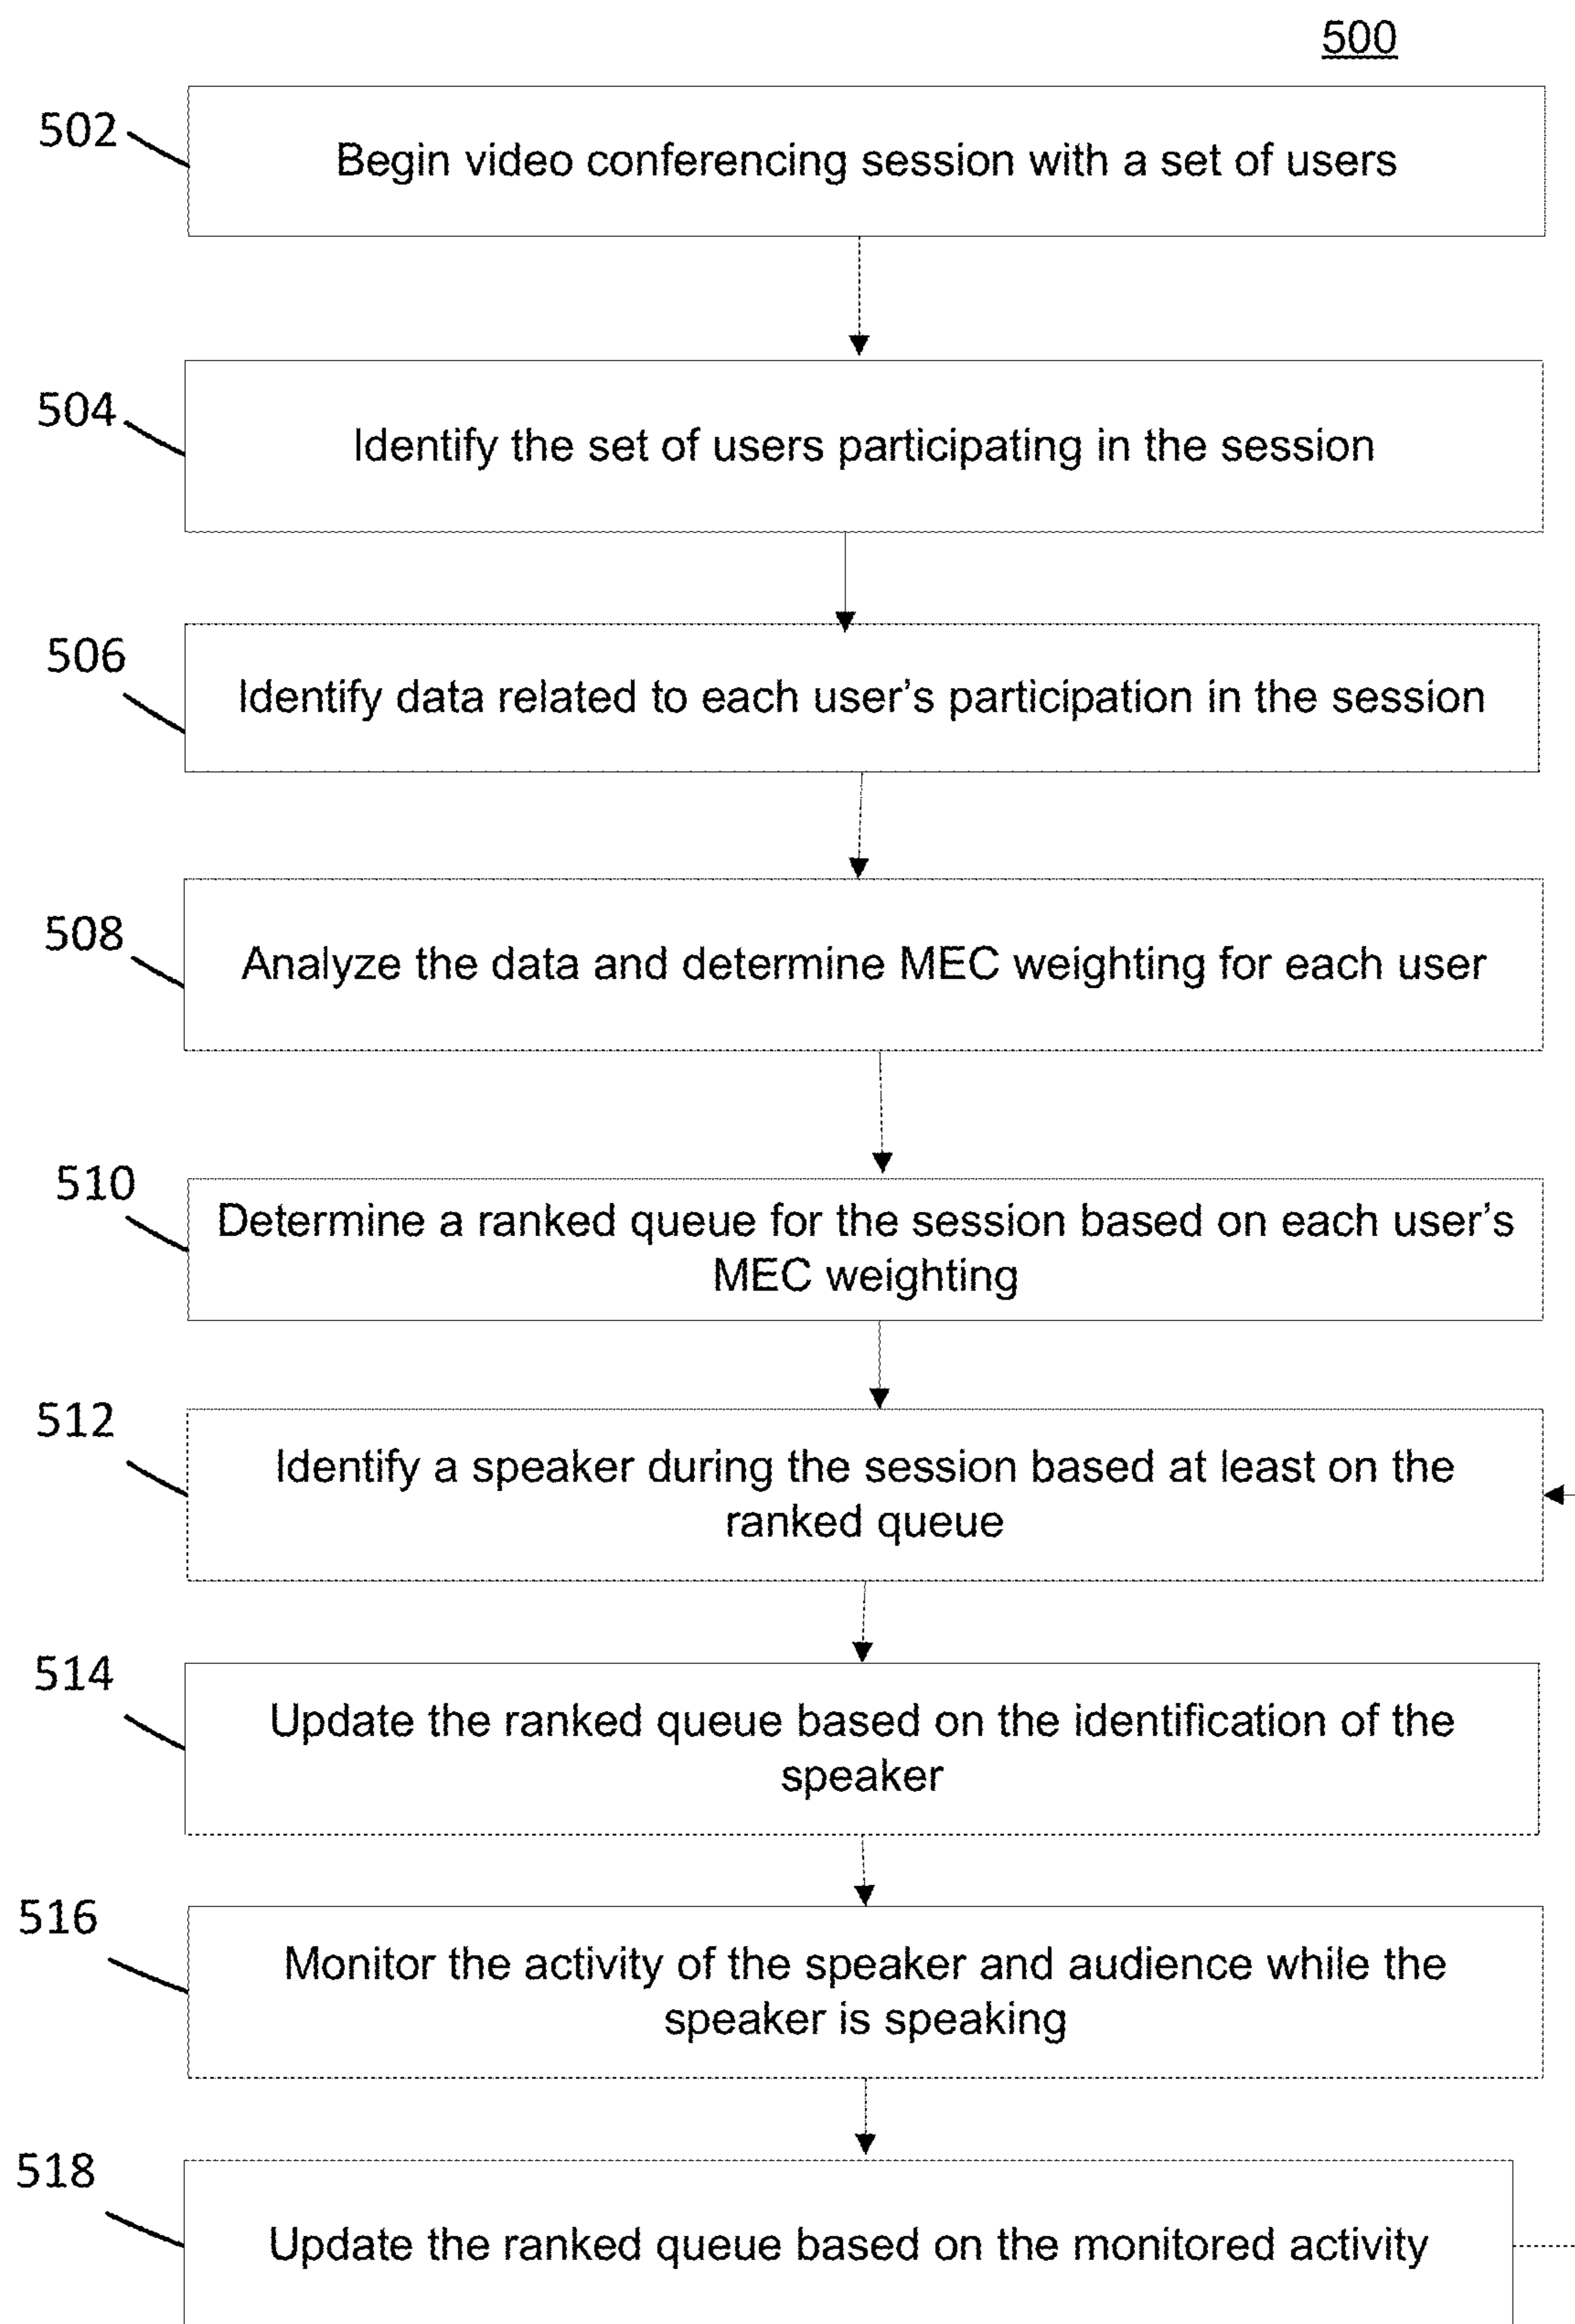 500
502
Begin video conferencing session with a set of users
504
Identify the set of users participating in the session
506
Identify data related to each user's participation in the session
508
Analyze the data and determine MEC weighting for each user
510
Determine a ranked queue for the session based on each user's
MEC weighting
512
Identify a speaker during the session based at least on the
ranked queue
514
Update the ranked queue based on the identification of the
speaker
516
Monitor the activity of the speaker and audience while the
speaker is speaking
518
Update the ranked queue based on the monitored activity